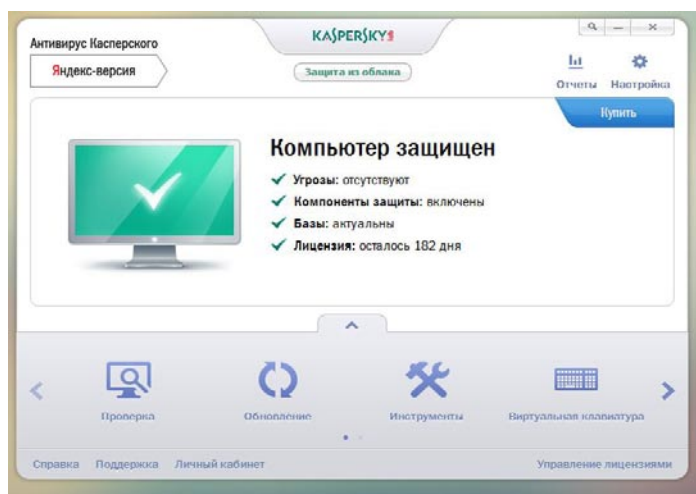 Антивирус Касперского
Яндекс-версия
KASPERSKY
Защита из облака
Отчеты
Настройка
Купить
Компьютер защищен
Угрозы: отсутствуют
Компоненты защиты: включены
Базы: актуальны
Лицензия: осталось 182 дня
Проверка
Обновление
Инструменты
Виртуальная клавиатура
Справка
Поддержка
Личный кабинет
Управление лицензиями